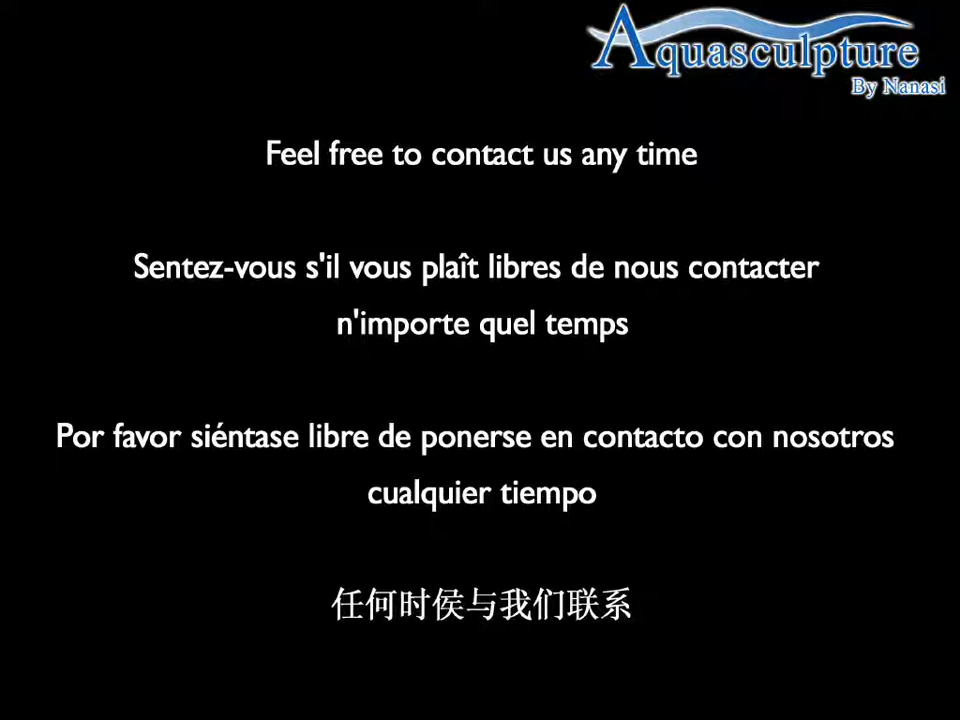 Aquasculpture
By Nanasi
Feel free to contact us any time
Sentez-vous s'il vous plaît libres de nous contacter
n'importe quel temps
Por favor siéntase libre de ponerse en contacto con nosotros
cualquier tiempo
任何时侯与我们联系